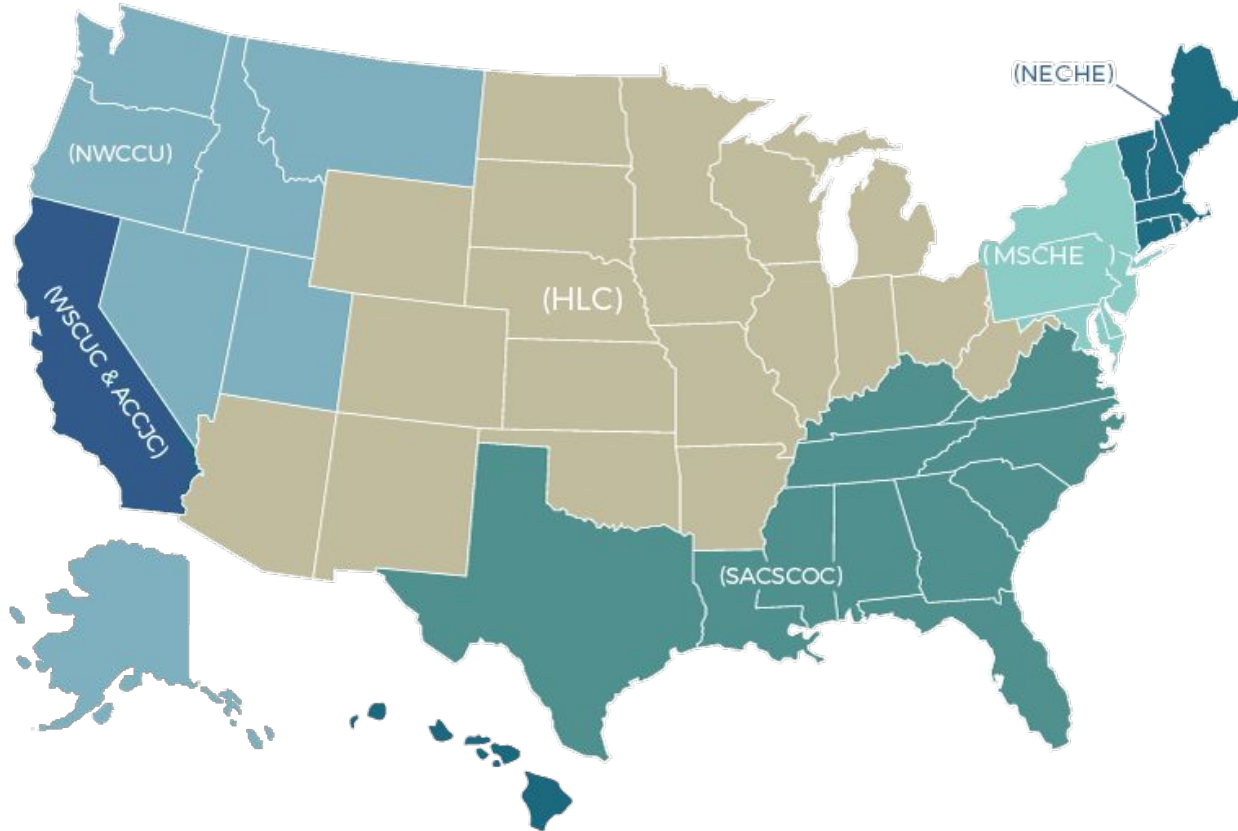 (NECHE)
(NWCCU)
(MSCHE )
(HLC)
(WSCUC & ACCJC)
(SACSCOC)